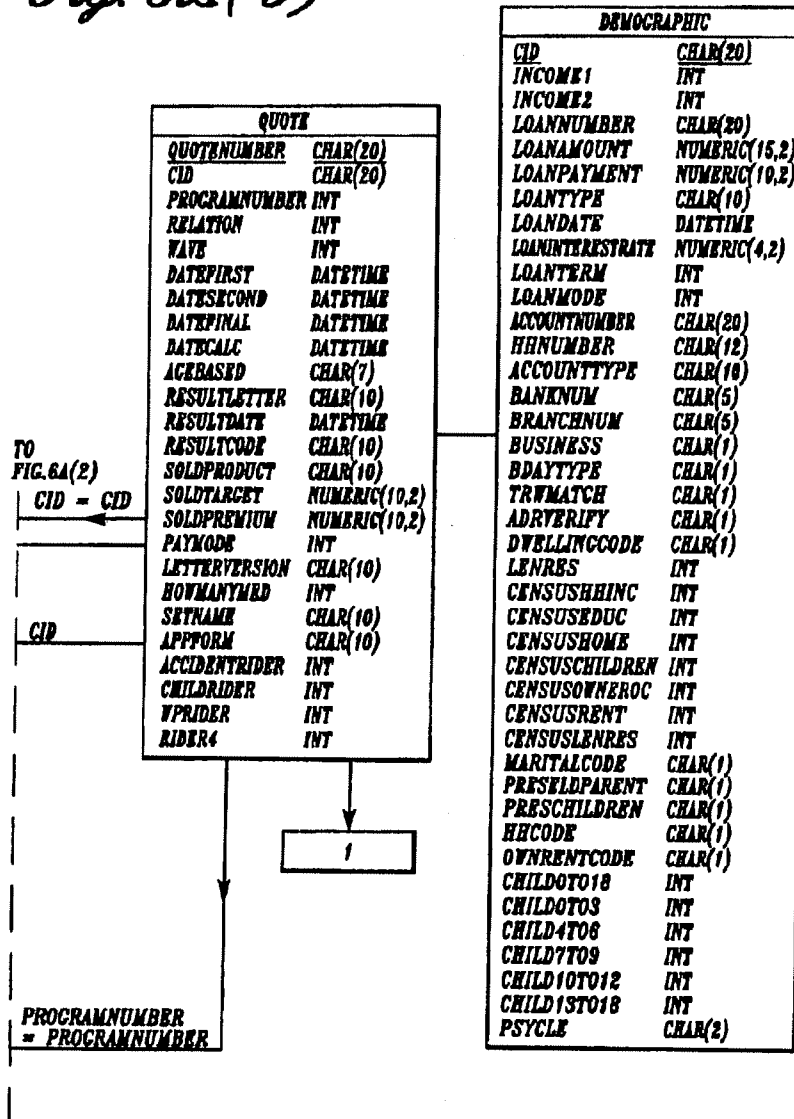 QUOTE
QUOTENUMBER CHAR(20)
CID CHAR(20)
PROGRAMNUMBER INT
RELATION INT
WAVE INT
DATEFIRST DATETIME
DATESECOND DATETIME
DATEFINAL DATETIME
DATECALC DATETIME
AGEBASED CHAR(7)
RESULTLETTER CHAR(10)
RESULTDATE DATETIME
RESULTCODE CHAR(10)
SOLDPRODUCT CHAR(10)
SOLDTARGET NUMERIC(10,2)
SOLDPREMIUM NUMERIC(10,2)
PAYMODE INT
LETTERVERSION CHAR(10)
HOWMANYMED INT
SETNAME CHAR(10)
APPFORM CHAR(10)
ACCIDENTRIDER INT
CHILDRIDER INT
WPRIDER INT
RIDER4 INT
TO
FIG.6A(2)
CID = CID
CID
1
PROGRAMNUMBER
= PROGRAMNUMBER
DEMOGRAPHIC
CID CHAR(20)
INCOME1 INT
INCOME2 INT
LOANNUMBER CHAR(20)
LOANAMOUNT NUMERIC(15,2)
LOANPAYMENT NUMERIC(10,2)
LOANTYPE CHAR(10)
LOANDATE DATETIME
LOANINTERESTRATE NUMERIC(4,2)
LOANTERM INT
LOANMODE INT
ACCOUNTNUMBER CHAR(20)
HHNUMBER CHAR(12)
ACCOUNTTYPE CHAR(10)
BANKNUM CHAR(5)
BRANCHNUM CHAR(5)
BUSINESS CHAR(1)
BDAYTYPE CHAR(1)
TRWMATCH CHAR(1)
ADRVERIFY CHAR(1)
DWELLINGCODE CHAR(1)
LENRES INT
CENSUSHHINC INT
CENSUSEDUC INT
CENSUSHOME INT
CENSUSCHILDREN INT
CENSUSOWNEROC INT
CENSUSRENT INT
CENSUSLENRES INT
MARITALCODE CHAR(1)
PRESELDPARENT CHAR(1)
PRESCHILDREN CHAR(1)
HHCODE CHAR(1)
OWNRENTCODE CHAR(1)
CHILD0TO18 INT
CHILD0TO3 INT
CHILD4TO6 INT
CHILD7TO9 INT
CHILD10TO12 INT
CHILD13TO18 INT
PSYCLE CHAR(2)